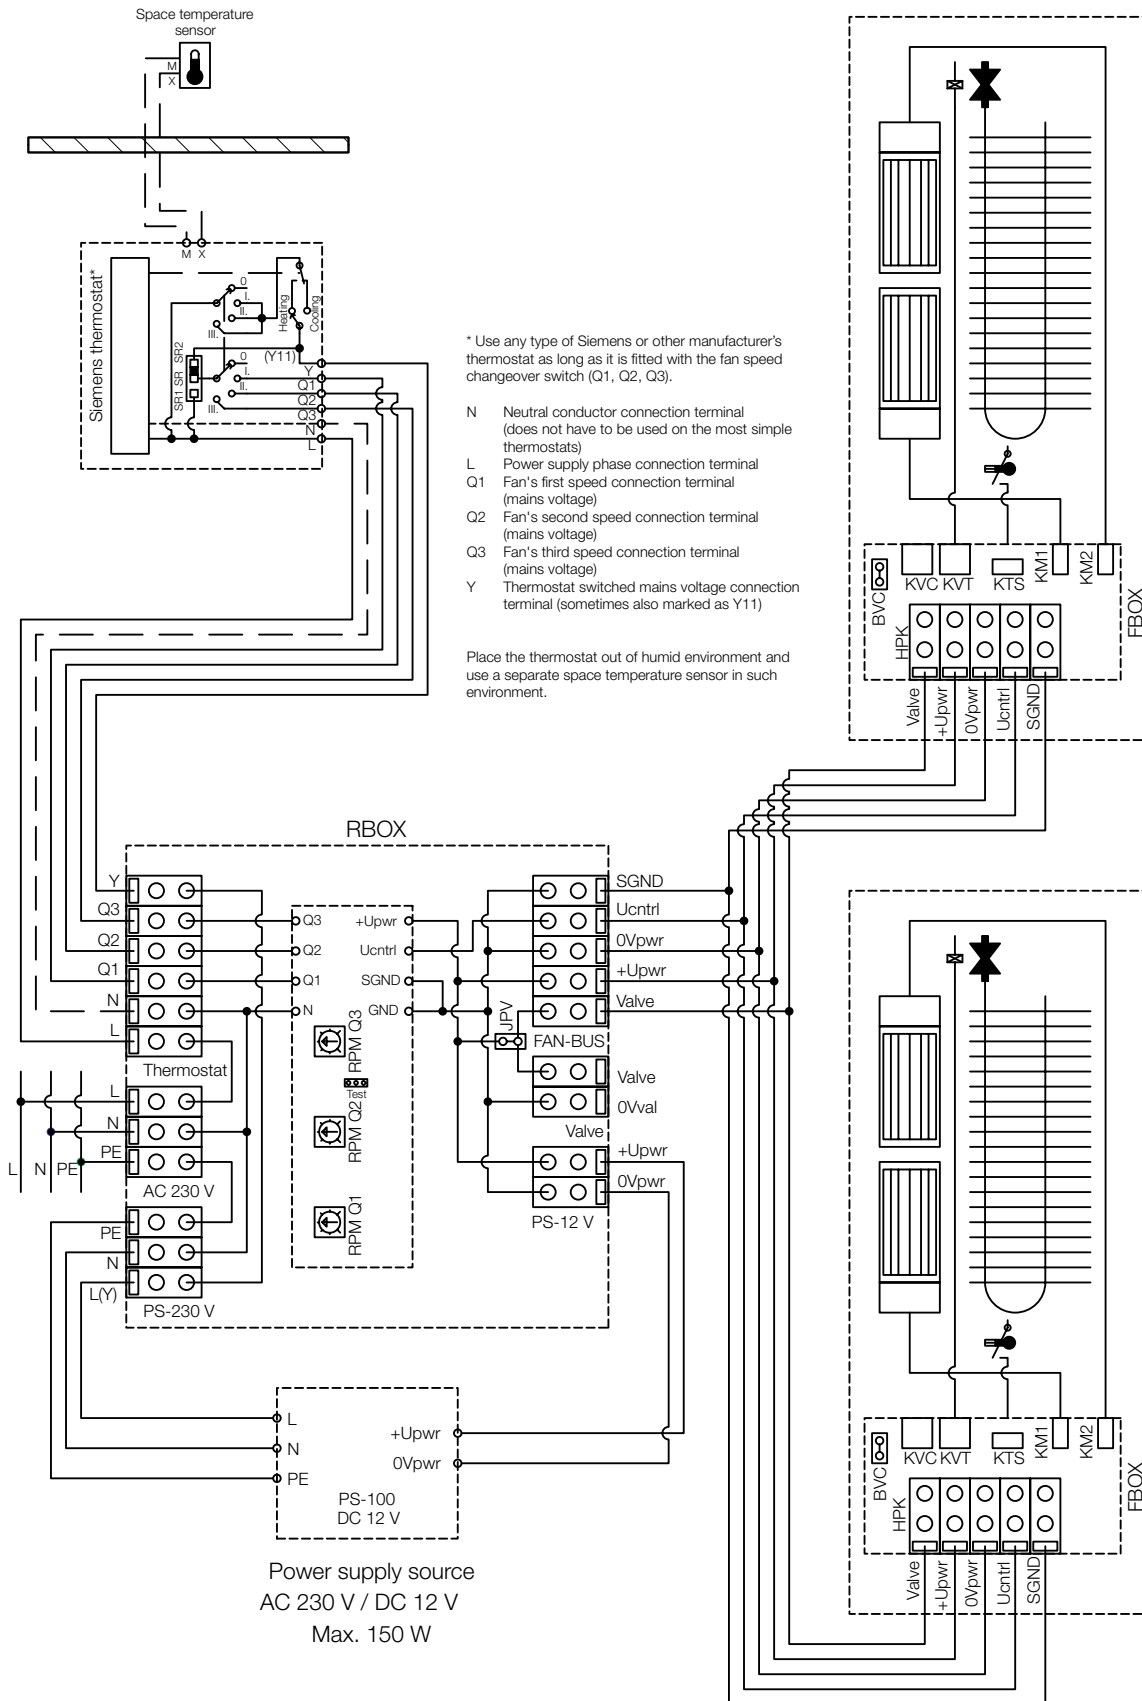 Space temperature
sensor
M
X
M X
Siemens thermostat*
0
I.
II.
III.
Heating
Cooling
SR1 SR SR2
0
I.
II.
III.
(Y11)
Y
Q1
Q2
Q3
N
L
* Use any type of Siemens or other manufacturer's
thermostat as long as it is fitted with the fan speed
changeover switch (Q1, Q2, Q3).
N Neutral conductor connection terminal
(does not have to be used on the most simple
thermostats)
L Power supply phase connection terminal
Q1 Fan's first speed connection terminal
(mains voltage)
Q2 Fan's second speed connection terminal
(mains voltage)
Q3 Fan's third speed connection terminal
(mains voltage)
Y Thermostat switched mains voltage connection
terminal (sometimes also marked as Y11)
Place the thermostat out of humid environment and
use a separate space temperature sensor in such
environment.
BVC
KVC KVT KTS KM1 KM2
HPK
FBOX
Valve
+Upwr
0Vpwr
Ucntrl
SGND
RBOX
Y
Q3
Q2
Q1
N
L
Thermostat
L
N
PE
AC 230 V
L N PE
PE
N
L(Y)
PS-230 V
Q3
Q2
Q1
N
+Upwr
Ucntrl
SGND
GND
RPM Q3
Test
RPM Q2
RPM Q1
JPV
SGND
Ucntrl
0Vpwr
+Upwr
Valve
FAN-BUS
Valve
0Vval
Valve
+Upwr
0Vpwr
PS-12 V
L
N
PE
+Upwr
0Vpwr
PS-100
DC 12 V
Power supply source
AC 230 V / DC 12 V
Max. 150 W
BVC
KVC KVT KTS KM1 KM2
HPK
FBOX
Valve
+Upwr
0Vpwr
Ucntrl
SGND